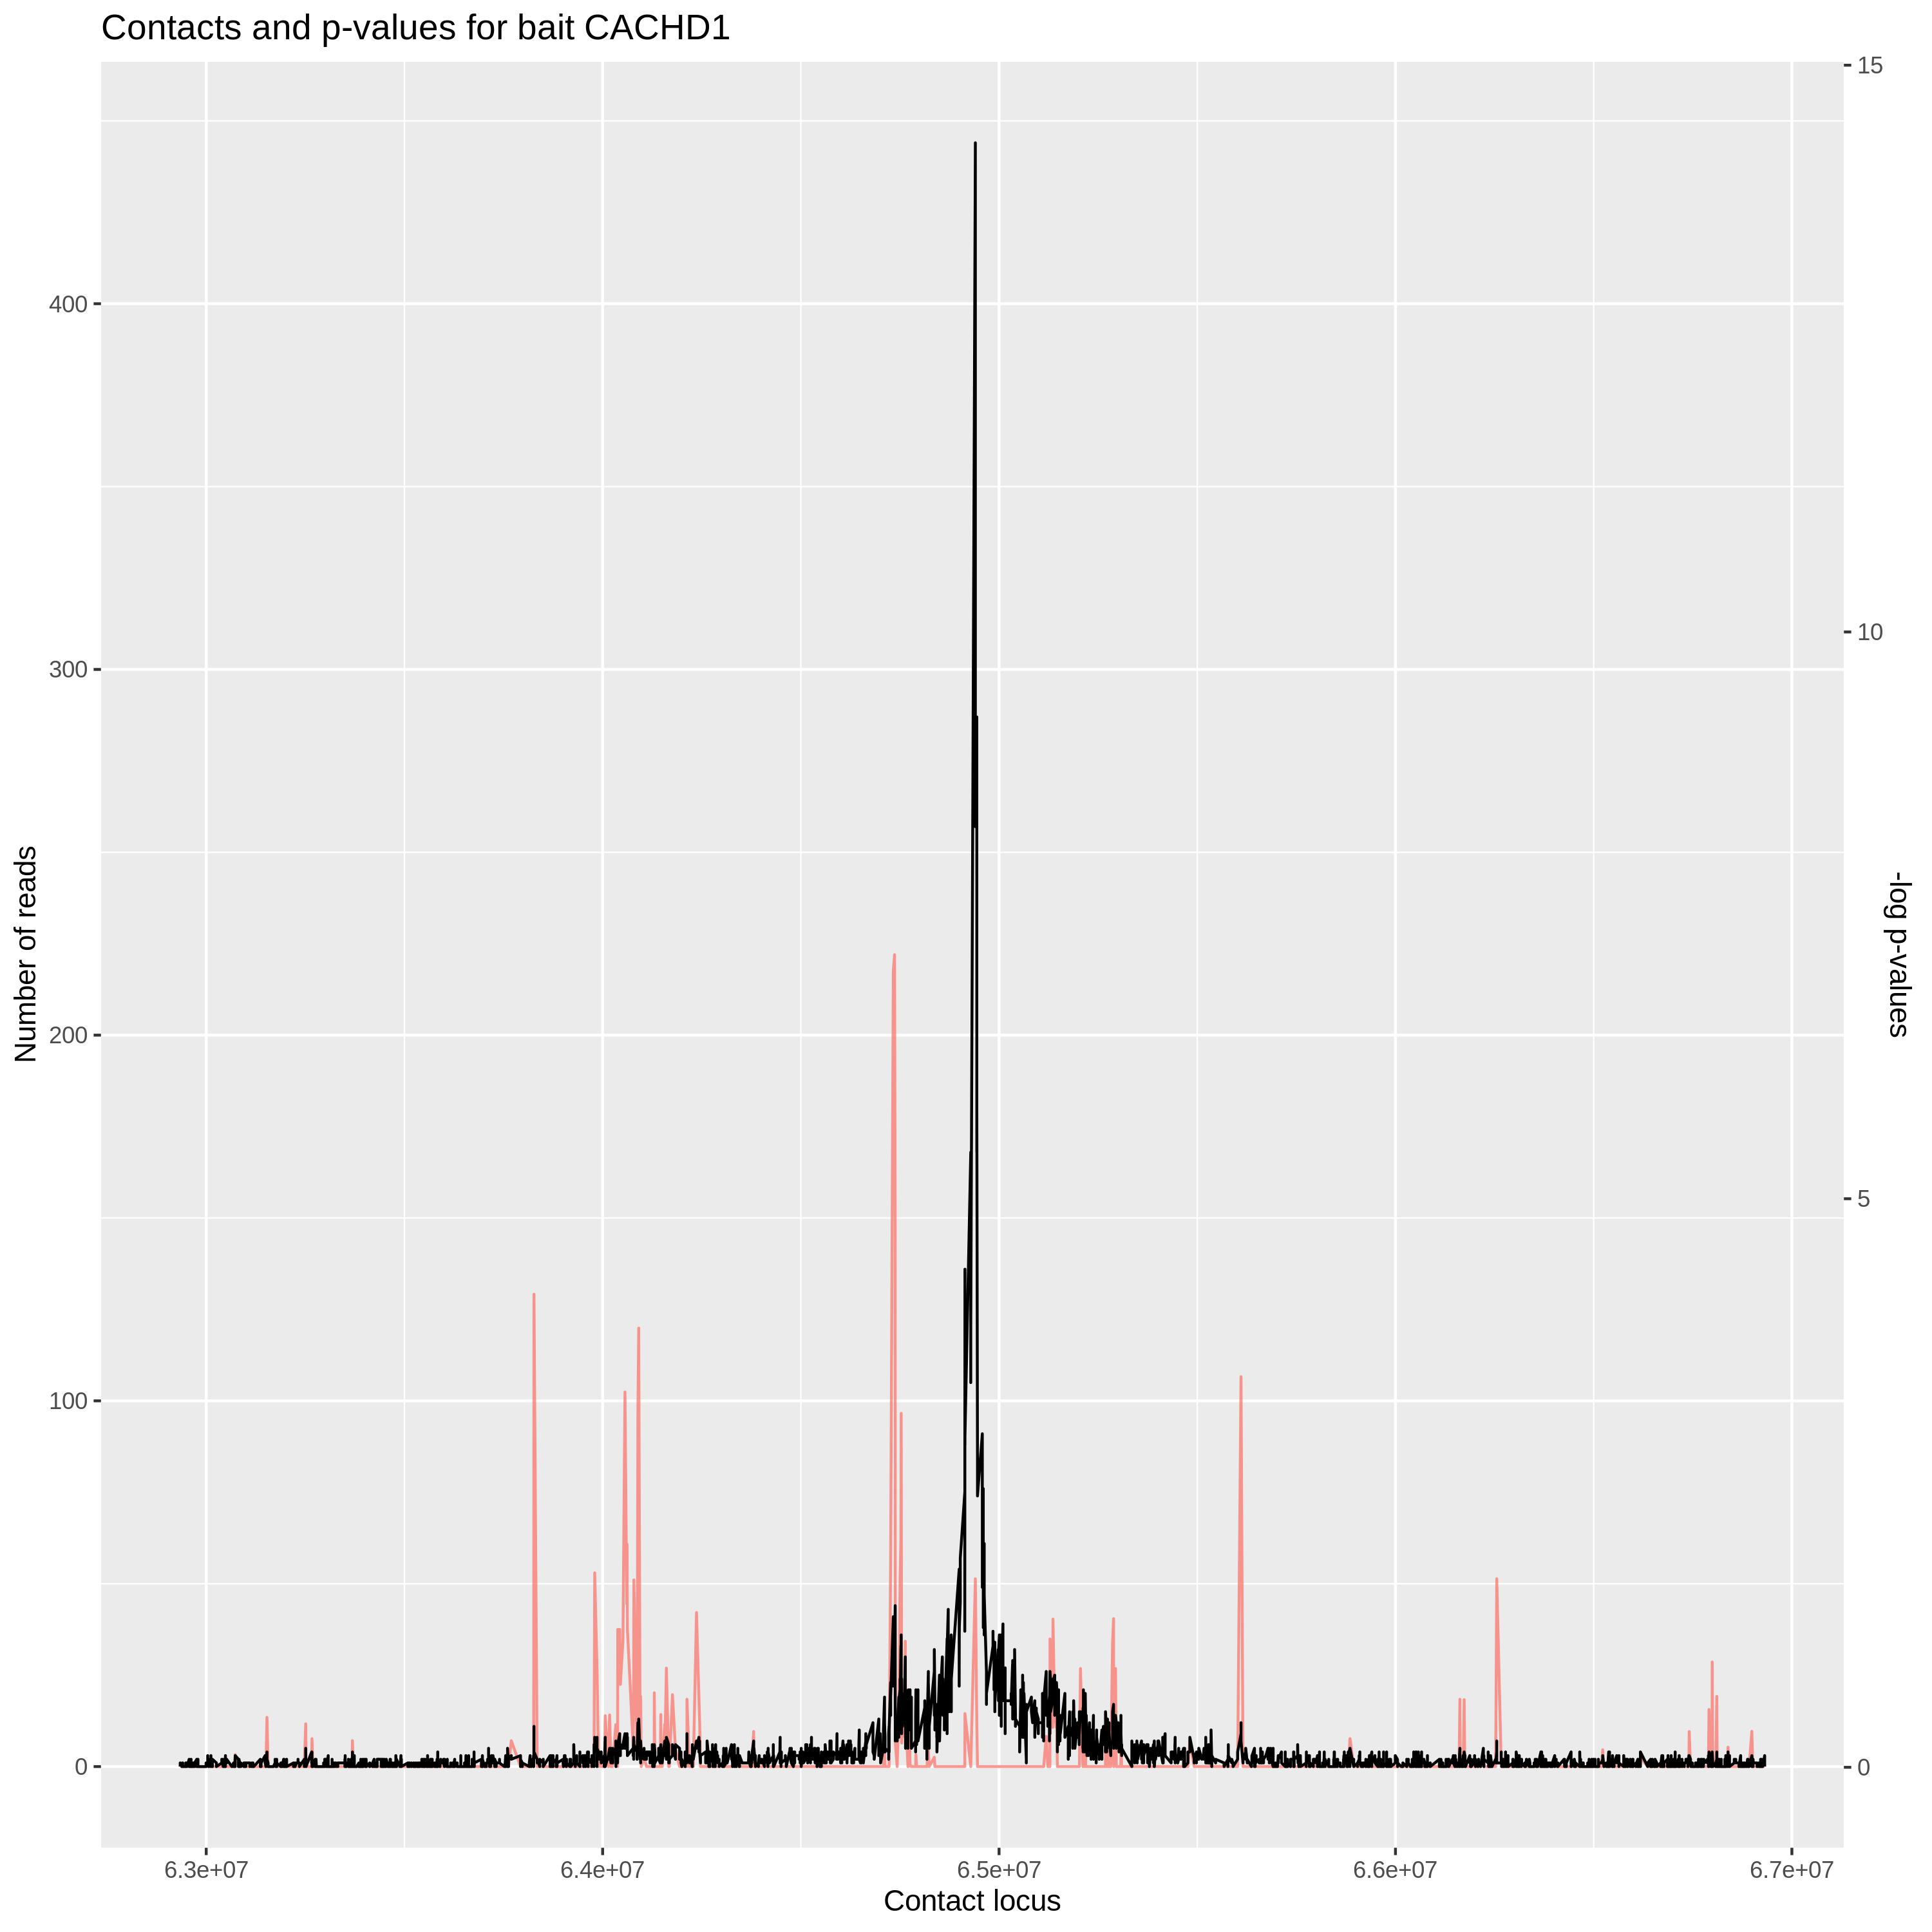 Contacts and p-values for bait CACHD1
15
400
10
300
Number of reads
-log p-values
200
5
100
0
0
6.3e+07 6.4e+07 6.5e+07 6.6e+07 6.7e+07
Contact locus